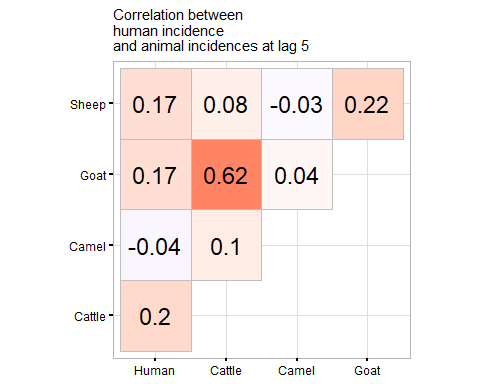 Correlation between
human incidence
and animal incidences at lag 5
Sheep 0.17 0.08 -0.03 0.22
Goat 0.17 0.62 0.04
Camel -0.04 0.1
Cattle 0.2
Human Cattle Camel Goat